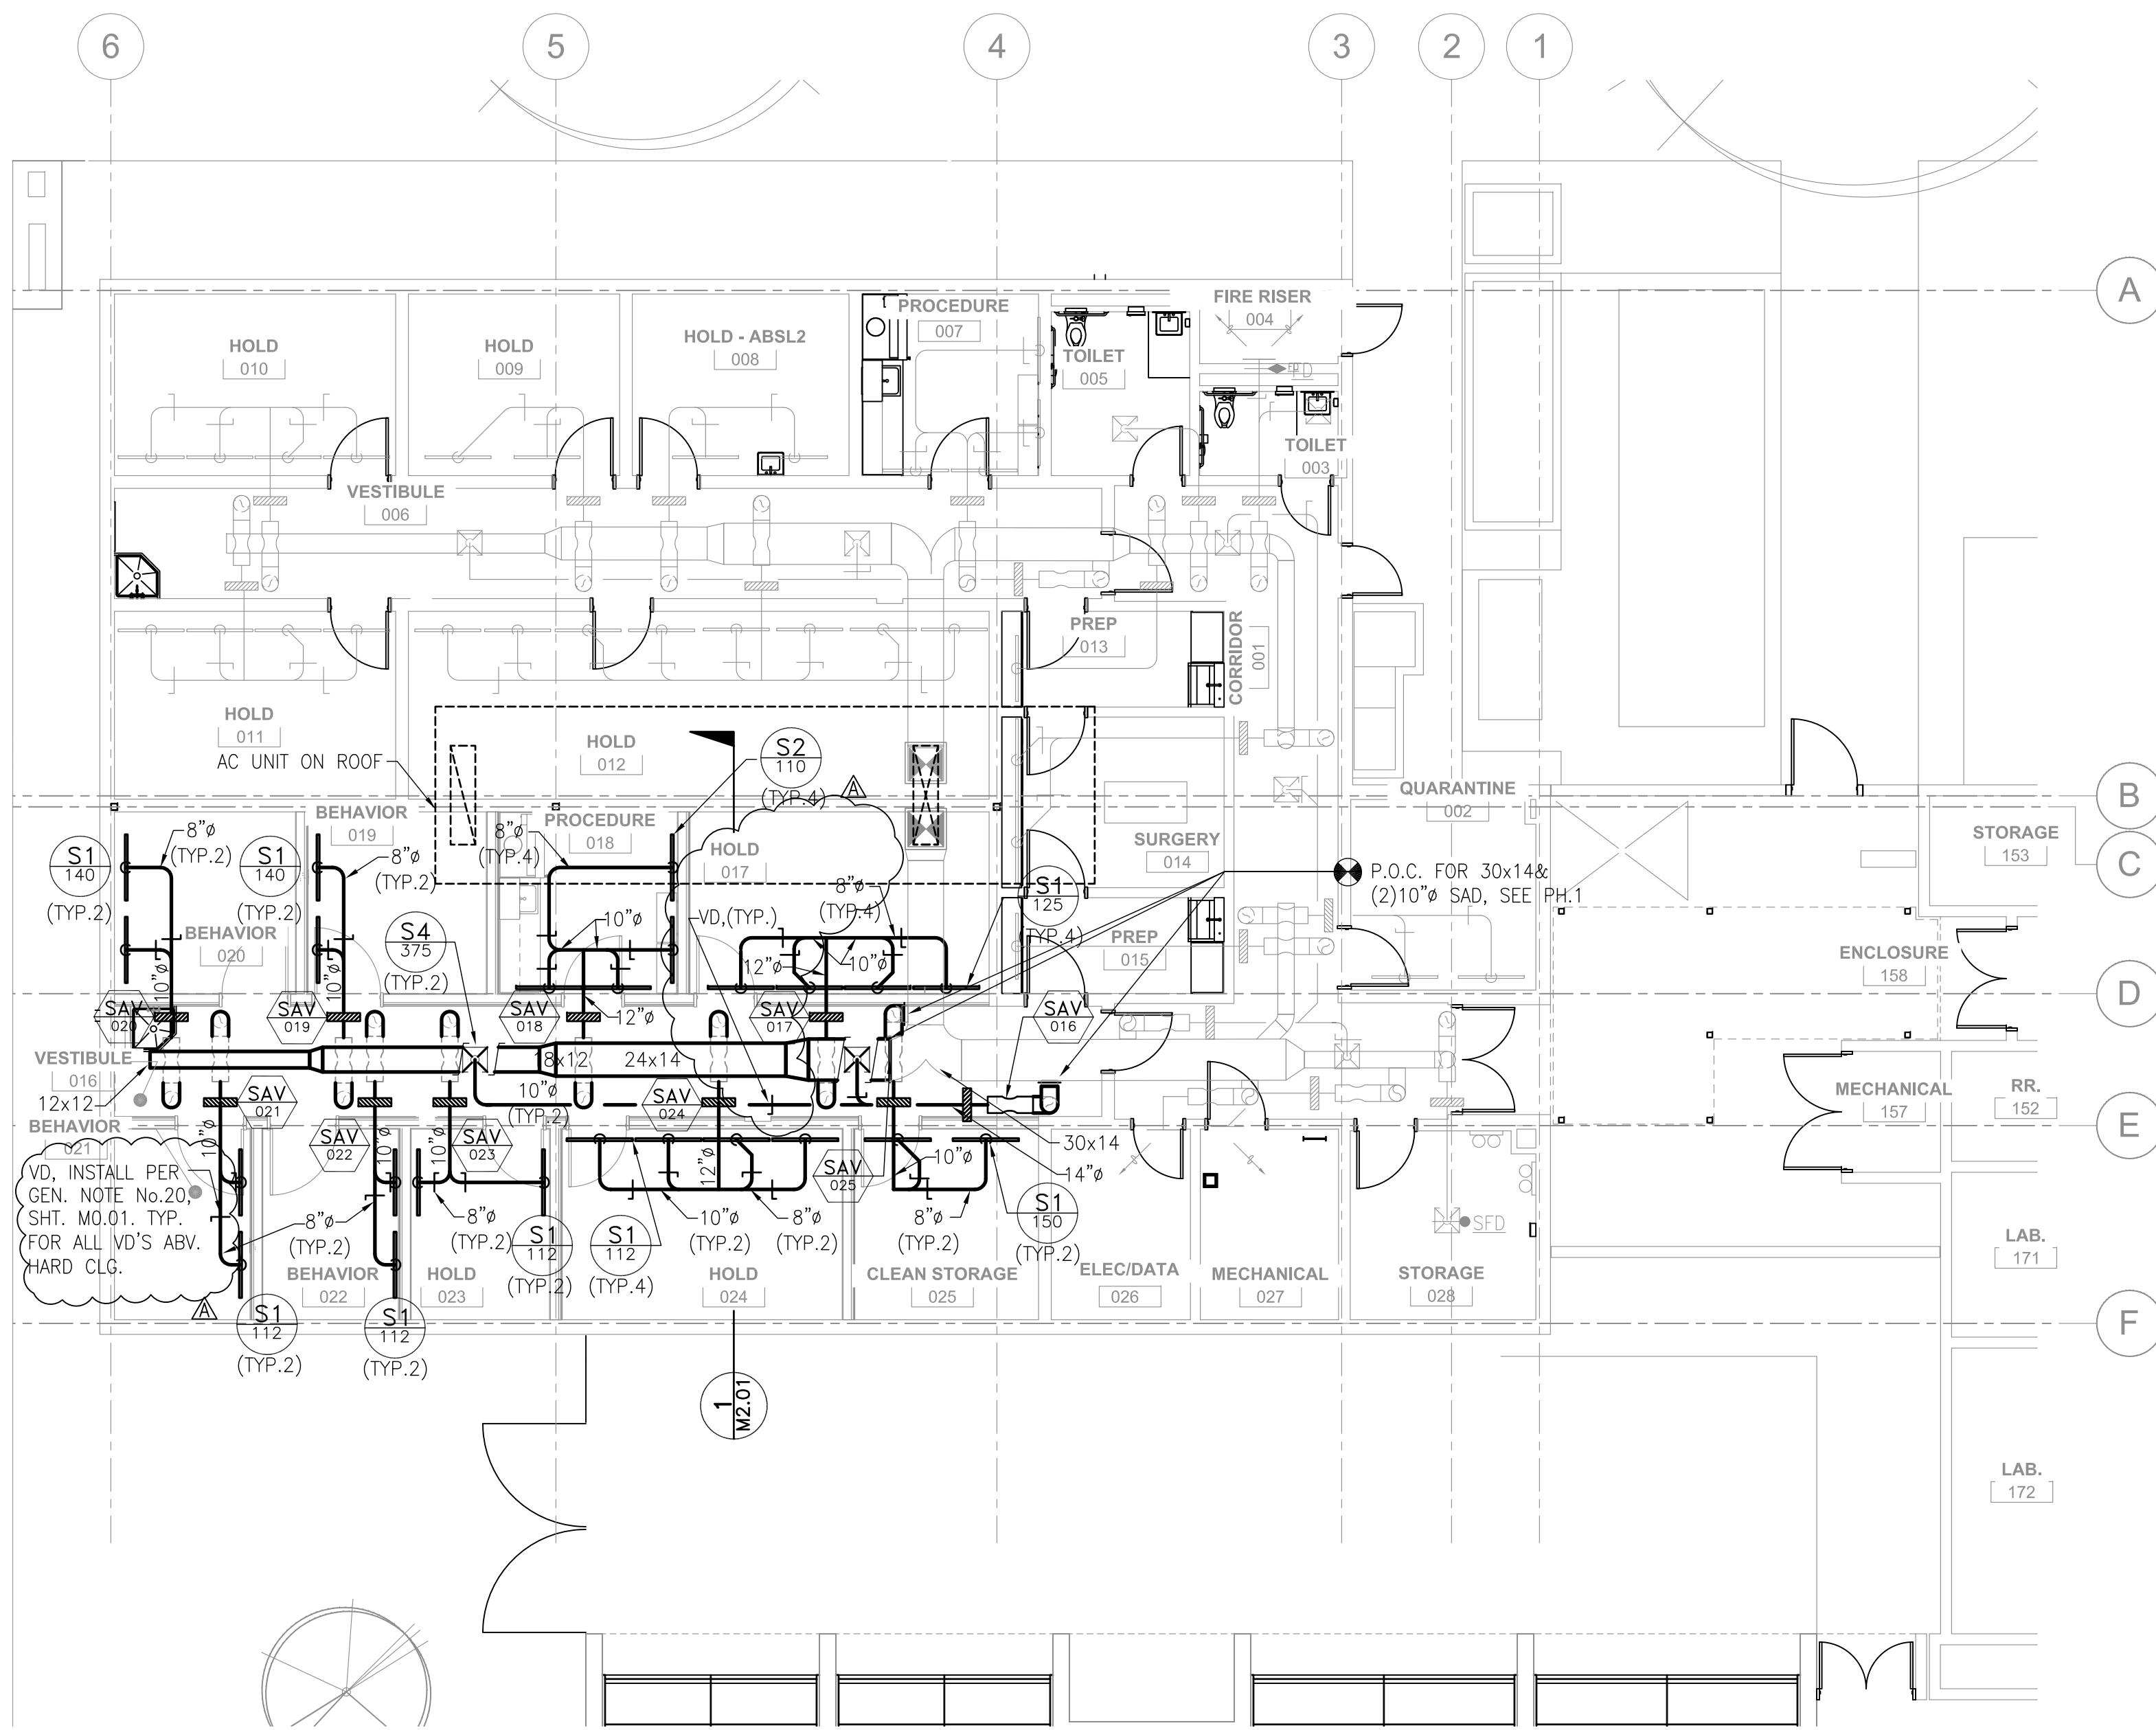 6
5
4
3
2
1
A
B
C
D
E
F
HOLD
010
HOLD
009
HOLD - ABSL2
008
PROCEDURE
007
TOILET
005
FIRE RISER
004
TOILET
003
VESTIBULE
006
PREP
013
CORRIDOR
001
HOLD
011
HOLD
012
AC UNIT ON ROOF
S2
110
(TYP.4)
A
QUARANTINE
002
STORAGE
153
BEHAVIOR
019
PROCEDURE
018
HOLD
017
SURGERY
014
8"ø
(TYP.2)
S1
140
(TYP.2)
S1
140
(TYP.2)
8"ø
(TYP.2)
8"ø
(TYP.4)
8"ø
(TYP.4)
S1
125
(TYP.4)
P.O.C. FOR 30x14&
(2)10"ø SAD, SEE PH.1
BEHAVIOR
020
S4
375
(TYP.2)
10"ø
VD,(TYP.)
PREP
015
ENCLOSURE
158
10"ø
10"ø
12"ø
10"ø
SAV
020
SAV
019
SAV
018
12"ø
SAV
017
SAV
016
VESTIBULE
016
12x12
18x12
24x14
10"ø
(TYP.2)
SAV
021
SAV
024
MECHANICAL
157
RR.
152
BEHAVIOR
021
10"ø
SAV
022
10"ø
10"ø
SAV
023
12"ø
SAV
025
10"ø
30x14
14"ø
VD, INSTALL PER
GEN. NOTE No.20,
SHT. M0.01. TYP.
FOR ALL VD'S ABV.
HARD CLG.
A
8"ø
(TYP.2)
8"ø
(TYP.2)
S1
112
(TYP.2)
S1
112
(TYP.4)
10"ø
(TYP.2)
8"ø
(TYP.2)
8"ø
(TYP.2)
S1
150
(TYP.2)
SFD
LAB.
171
BEHAVIOR
022
HOLD
023
HOLD
024
CLEAN STORAGE
025
ELEC/DATA
026
MECHANICAL
027
STORAGE
028
S1
112
(TYP.2)
S1
112
(TYP.2)
1
M2.01
LAB.
172